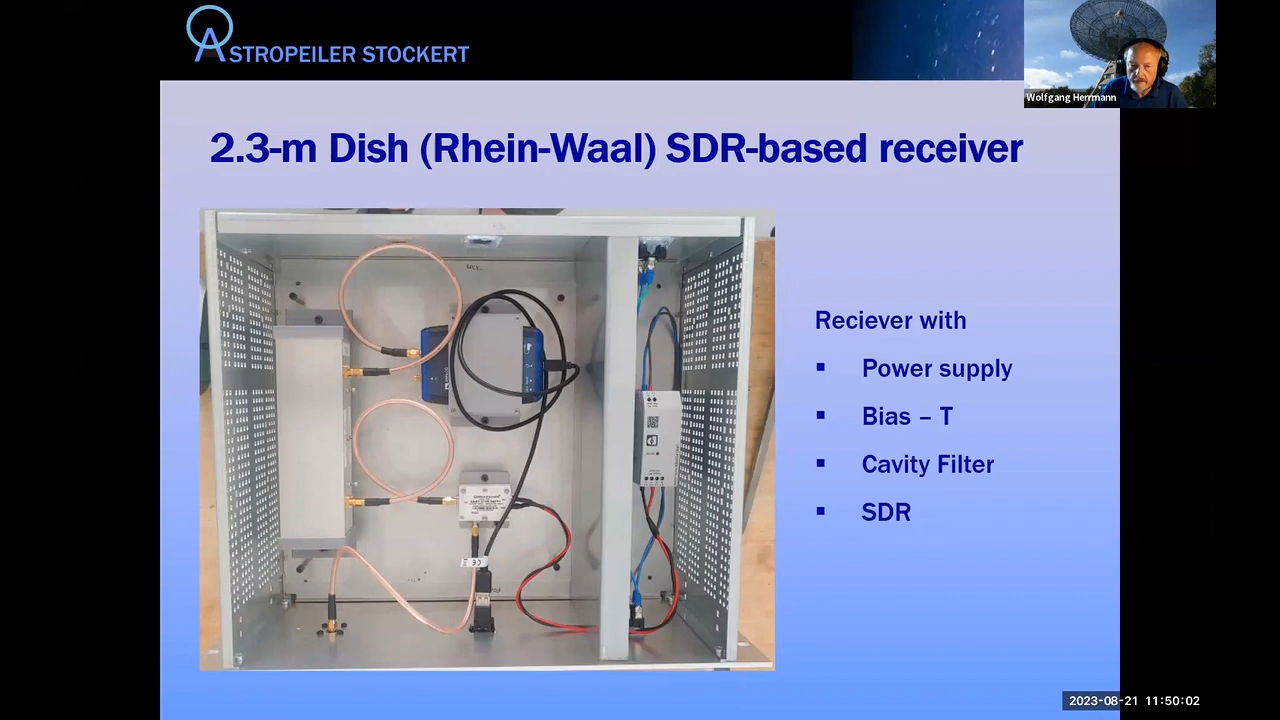 ASTROPEILER STOCKERT
Wolfgang Herrmann
2.3-m Dish (Rhein-Waal) SDR-based receiver
Reciever with
▪ Power supply
▪ Bias – T
▪ Cavity Filter
▪ SDR
CE
2023-08-21 11:50:02